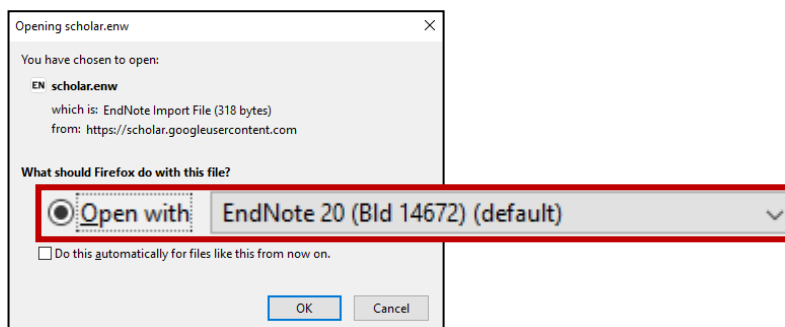 Opening scholar.enw
You have chosen to open:
EN scholar.enw
which is: EndNote Import File (318 bytes)
from: https://scholar.googleusercontent.com
What should Firefox do with this file?
Open with EndNote 20 (Bld 14672) (default)
Do this automatically for files like this from now on.
OK Cancel